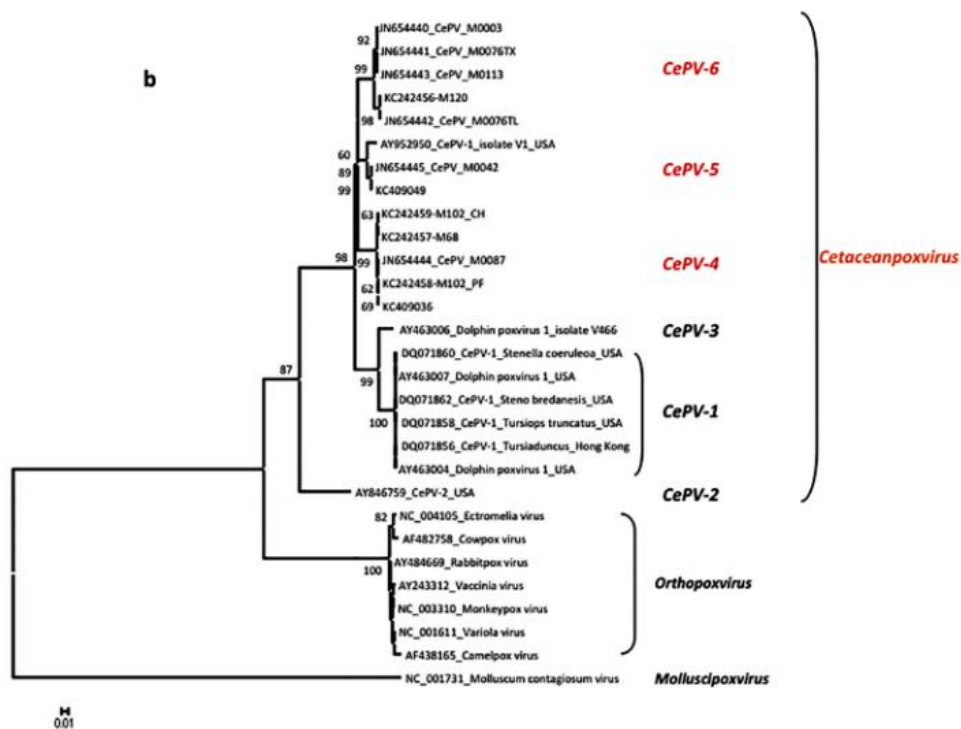 b
JN654440_CePV_M0003
92
JN654441_CePV_M0076TX
99
JN654443_CePV_M0113
CePV-6
KC242456-M120
98
JN654442_CePV_M0076TL
AY952950_CePV-1_isolate V1_USA
60
89
JN654445_CePV_M0042
CePV-5
99
KC409049
63
KC242459-M102_CH
KC242457-M68
98
99
JN654444_CePV_M0087
CePV-4
Cetaceanpoxvirus
62
KC242458-M102_PF
69
KC409036
AY463006_Dolphin poxvirus 1_isolate V466
CePV-3
87
DQ071860_CePV-1_Stenella coeruleoa_USA
99
AY463007_Dolphin poxvirus 1_USA
DQ071862_CePV-1_Steno bredanesis_USA
CePV-1
100
DQ071858_CePV-1_Tursiops truncatus_USA
DQ071856_CePV-1_Tursiaduncus_Hong Kong
AY463004_Dolphin poxvirus 1_USA
AY846759_CePV-2_USA
CePV-2
82
NC_004105_Ectromelia virus
AF482758_Cowpox virus
100
AY484669_Rabbitpox virus
AY243312_Vaccinia virus
Orthopoxvirus
NC_003310_Monkeypox virus
NC_001611_Variola virus
AF438165_Camelpox virus
NC_001731_Molluscum contagiosum virus
Molluscipoxvirus
0.01